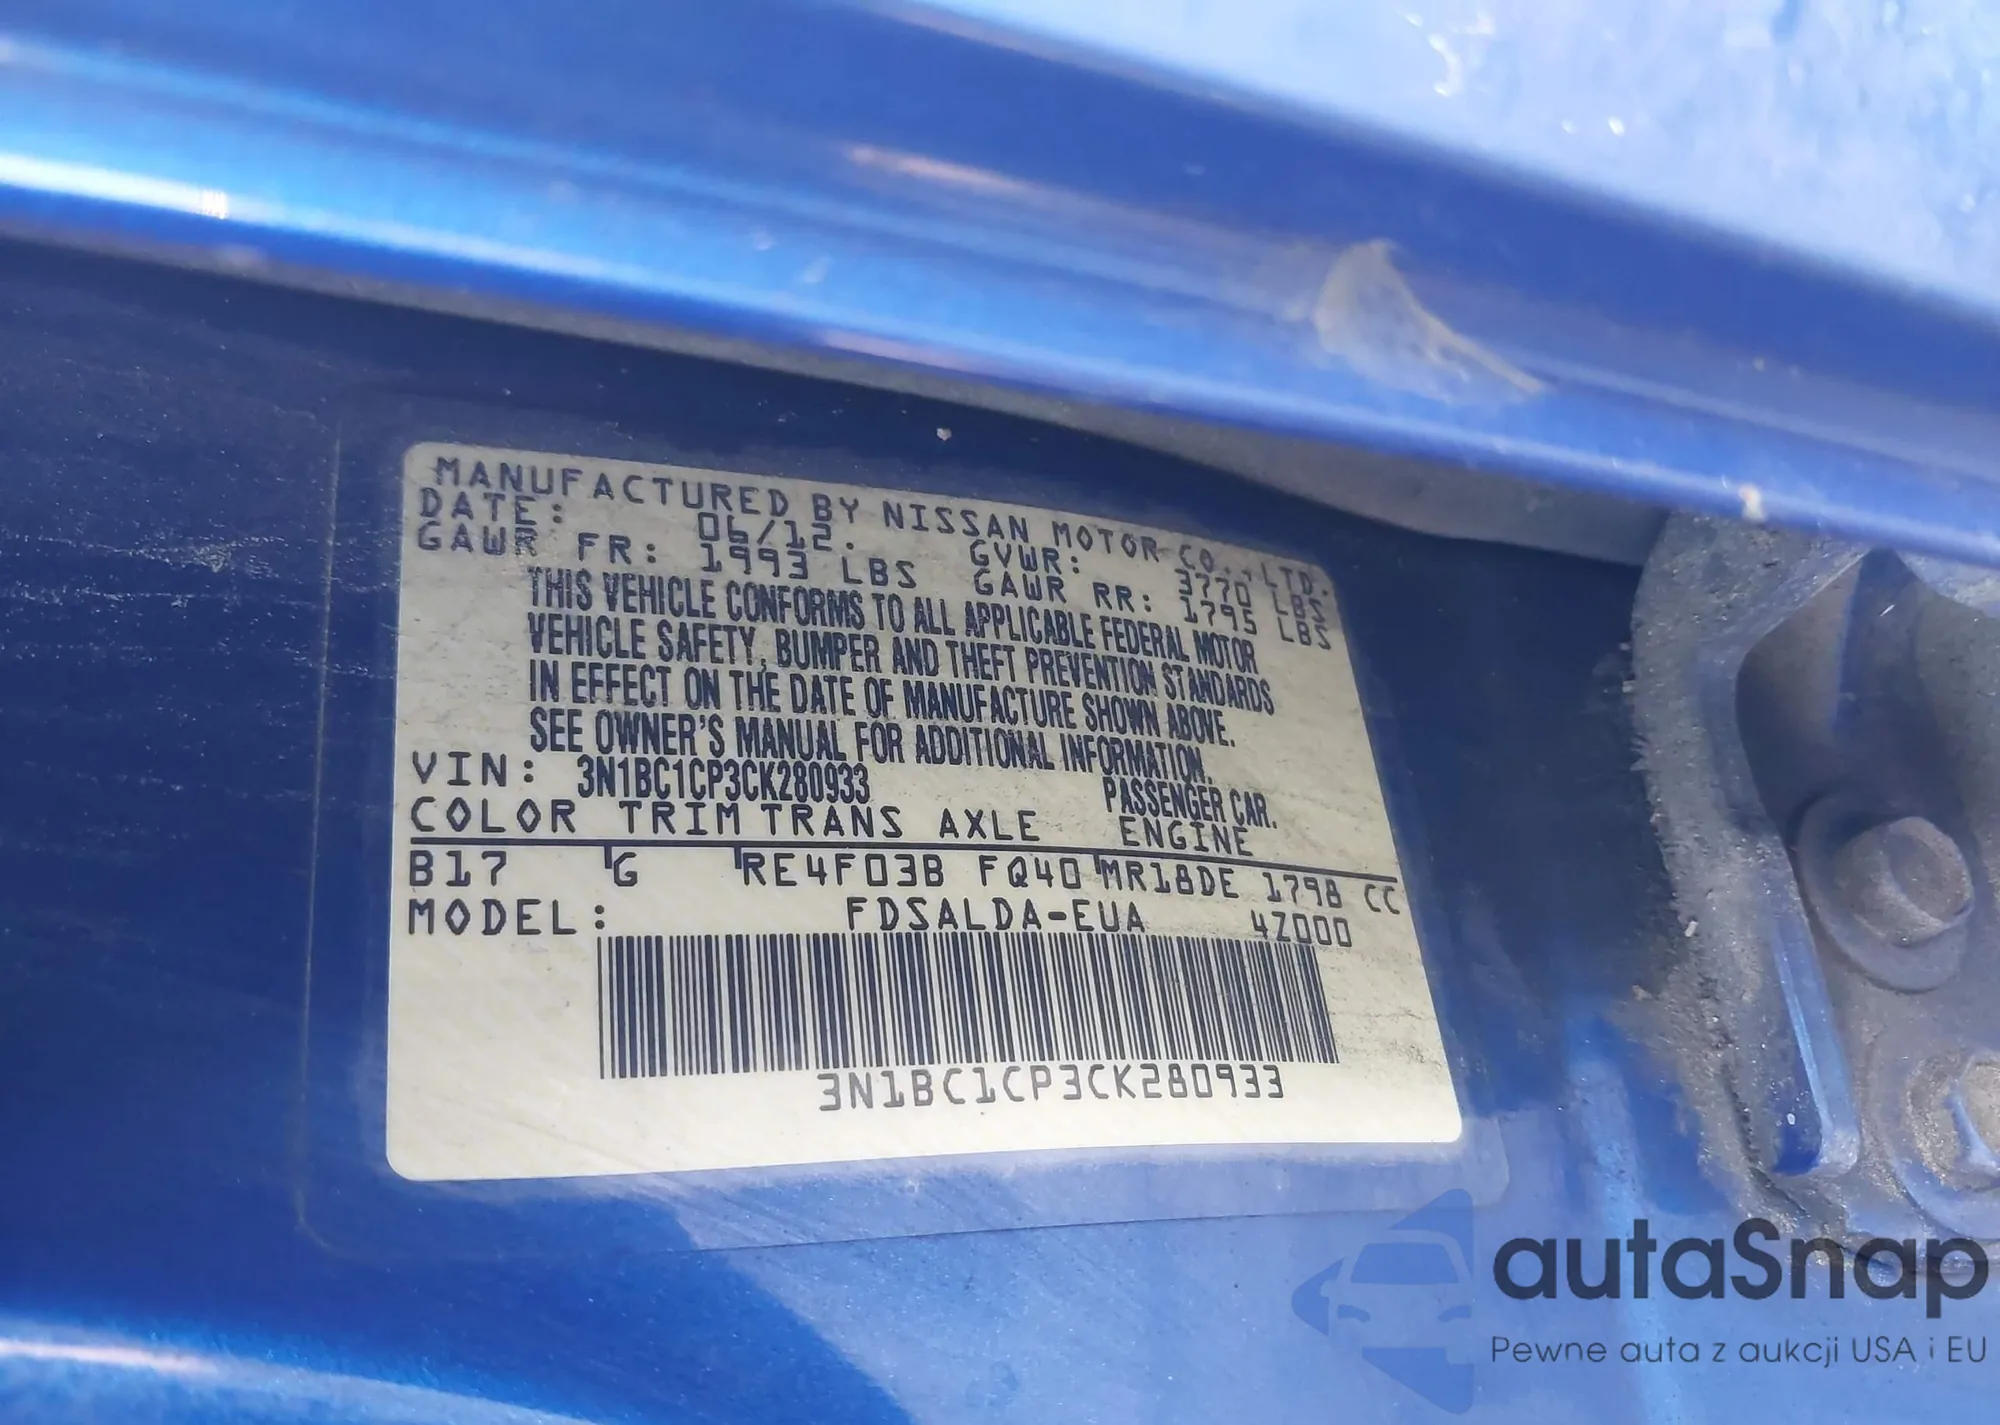 MANUFACTURED BY NISSAN MOTOR CO.,LTD.
DATE: 06/12. GVWR: 3770 LBS
GAWR FR: 1993 LBS GAWR RR: 1795 LBS
THIS VEHICLE CONFORMS TO ALL APPLICABLE FEDERAL MOTOR
VEHICLE SAFETY, BUMPER AND THEFT PREVENTION STANDARDS
IN EFFECT ON THE DATE OF MANUFACTURE SHOWN ABOVE.
SEE OWNER'S MANUAL FOR ADDITIONAL INFORMATION.
VIN: 3N1BC1CP3CK280933 PASSENGER CAR.
COLOR TRIM TRANS AXLE ENGINE
B17 G RE4F03B FQ40 MR18DE 1798 CC
MODEL: FDSALDA-EUA 4Z000
3N1BC1CP3CK280933
autaSnap
Pewne auta z aukcji USA i EU